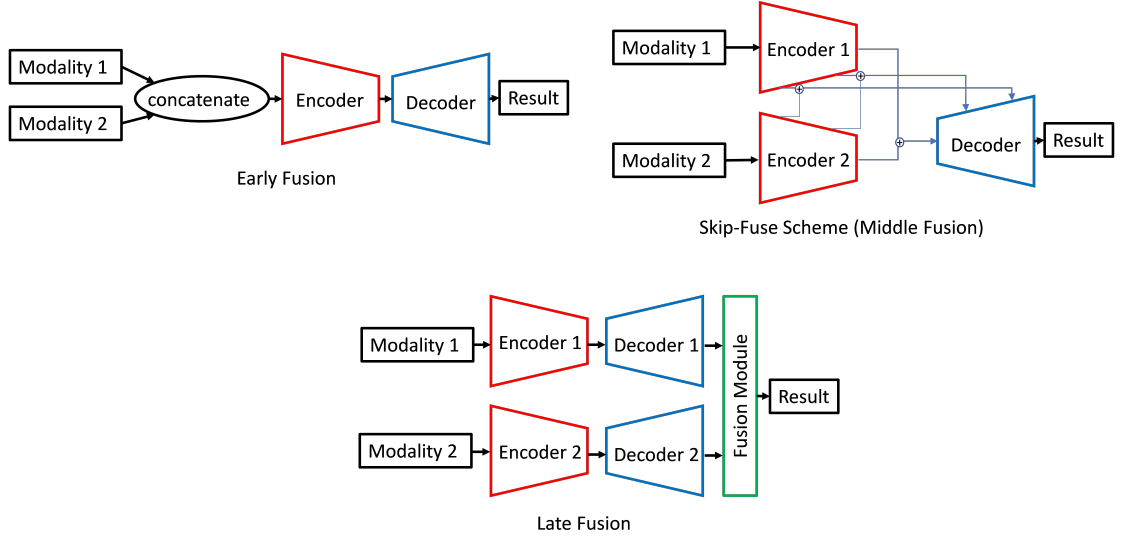 Modality 1
Modality 2
concatenate
Encoder
Decoder
Result
Early Fusion
Modality 1
Encoder 1
+
+
+
Modality 2
Encoder 2
Decoder
Result
Skip-Fuse Scheme (Middle Fusion)
Modality 1
Encoder 1
Decoder 1
Modality 2
Encoder 2
Decoder 2
Fusion Module
Result
Late Fusion